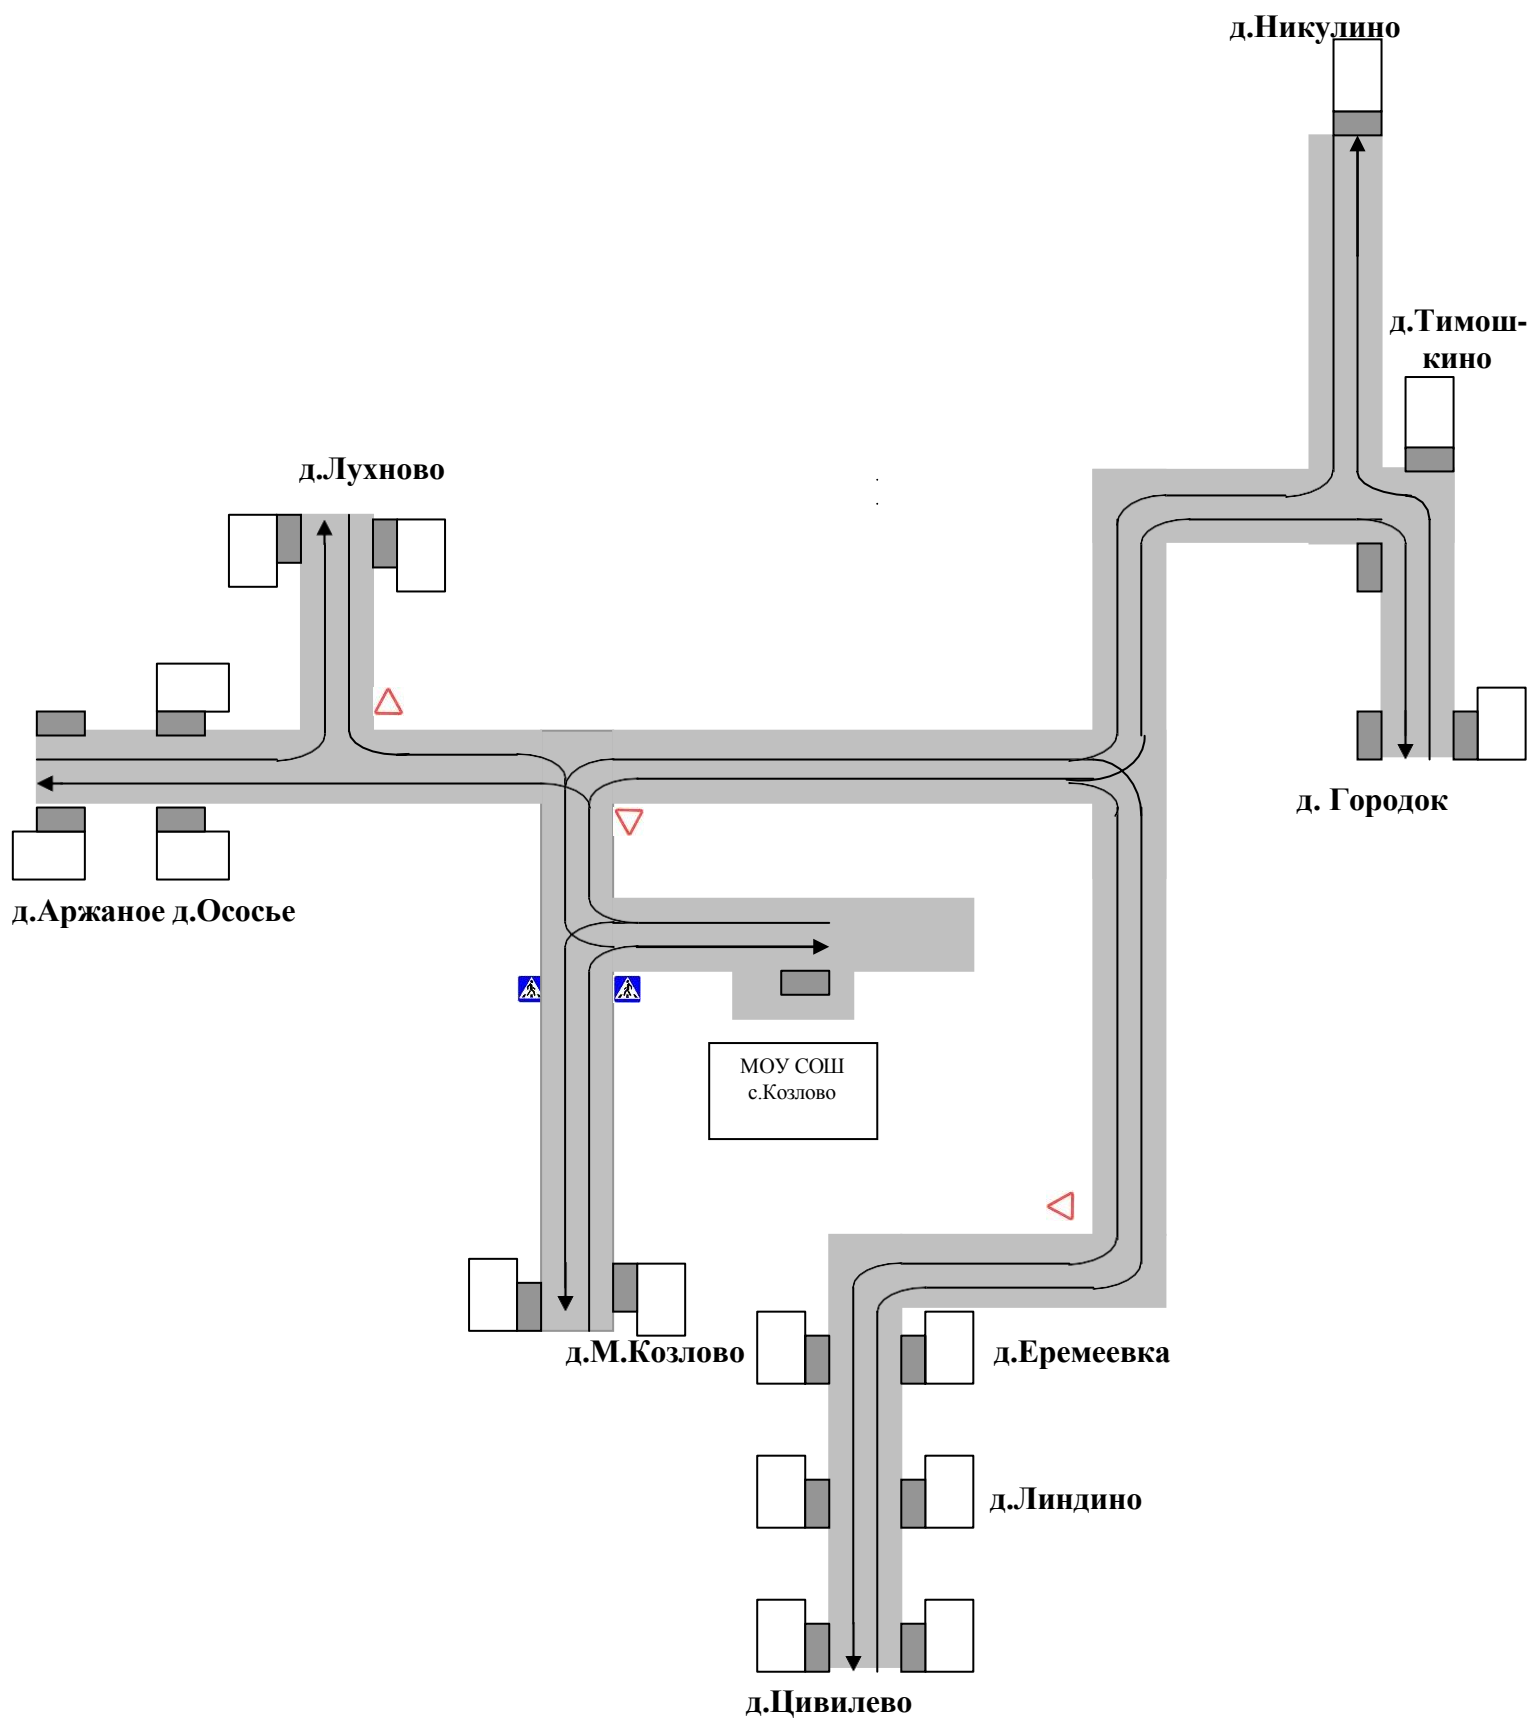 д.Никулино
д.Тимош-
кино
д.Лухново
д. Городок
д.Аржаное д.Ососье
МОУ СОШ
с.Козлово
д.М.Козлово
д.Еремеевка
д.Линдино
д.Цивилево